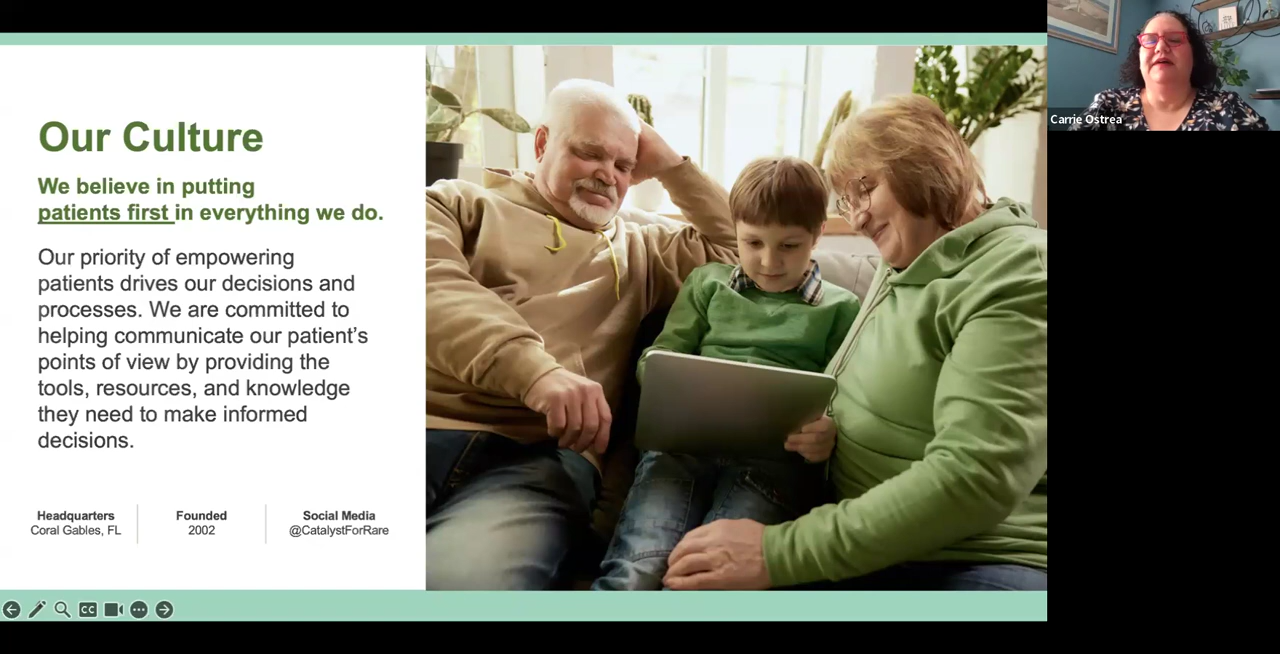 Our Culture
We believe in putting
patients first in everything we do.
Our priority of empowering
patients drives our decisions and
processes. We are committed to
helping communicate our patient’s
points of view by providing the
tools, resources, and knowledge
they need to make informed
decisions.
Headquarters
Coral Gables, FL
Founded
2002
Social Media
@CatalystForRare
CC
Carrie Ostrea